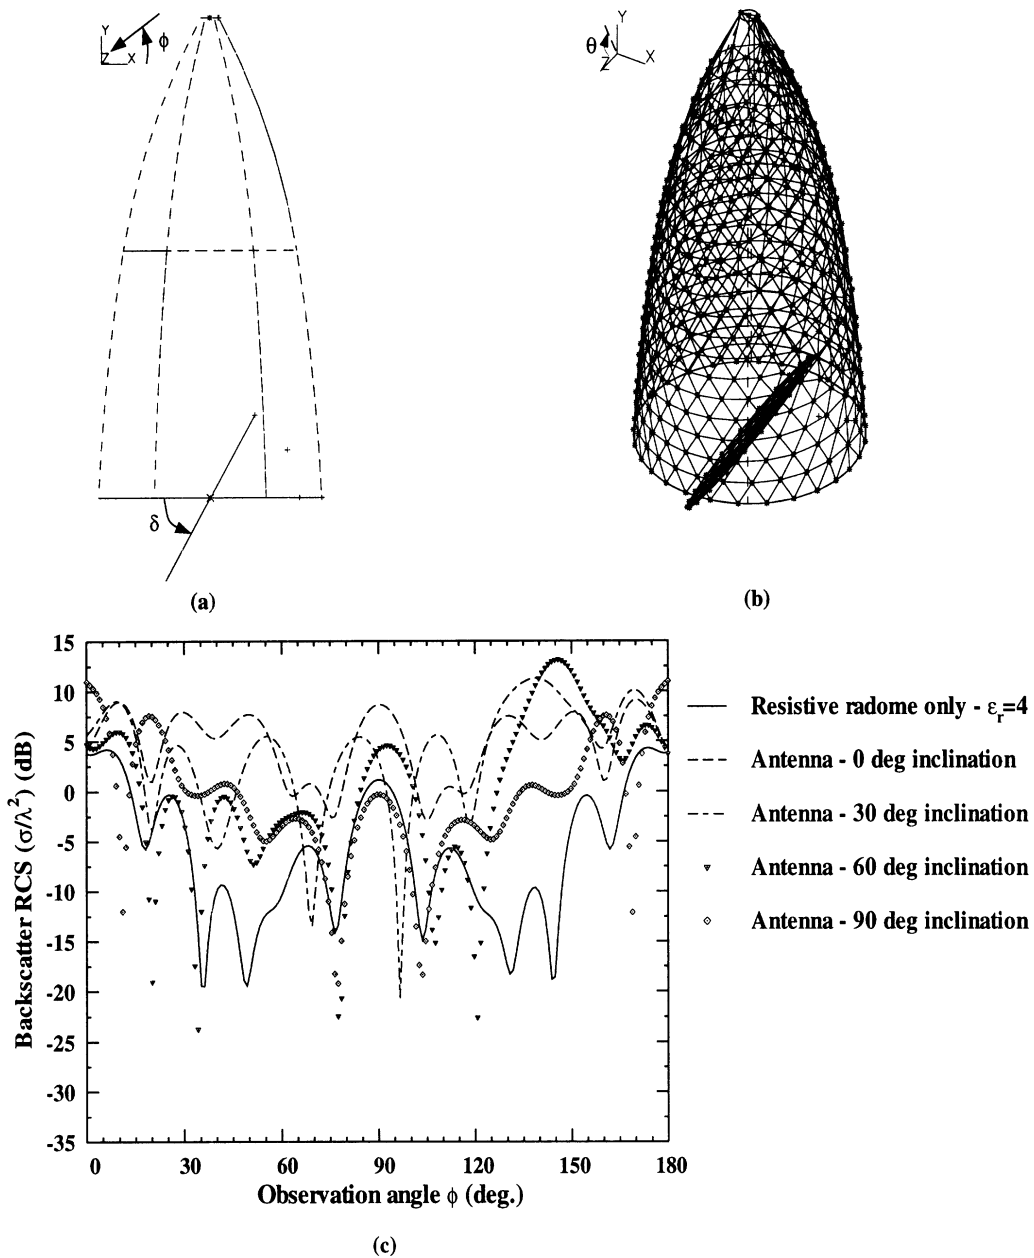 Y
Z X
ϕ
Y
θ
Z X
δ
(a)
(b)
Backscatter RCS (σ/λ²) (dB)
15
10
5
0
-5
-10
-15
-20
-25
-30
-35
0 30 60 90 120 150 180
Observation angle ϕ (deg.)
Resistive radome only - εr=4
Antenna - 0 deg inclination
Antenna - 30 deg inclination
Antenna - 60 deg inclination
Antenna - 90 deg inclination
(c)